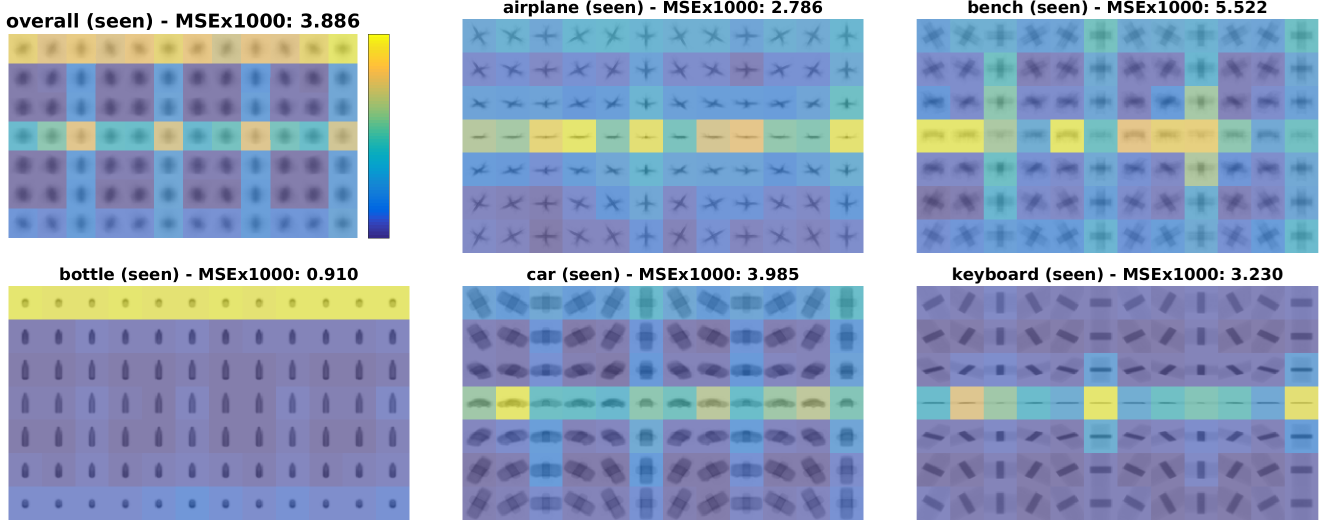 overall (seen) - MSEx1000: 3.886
airplane (seen) - MSEx1000: 2.786
bench (seen) - MSEx1000: 5.522
bottle (seen) - MSEx1000: 0.910
car (seen) - MSEx1000: 3.985
keyboard (seen) - MSEx1000: 3.230